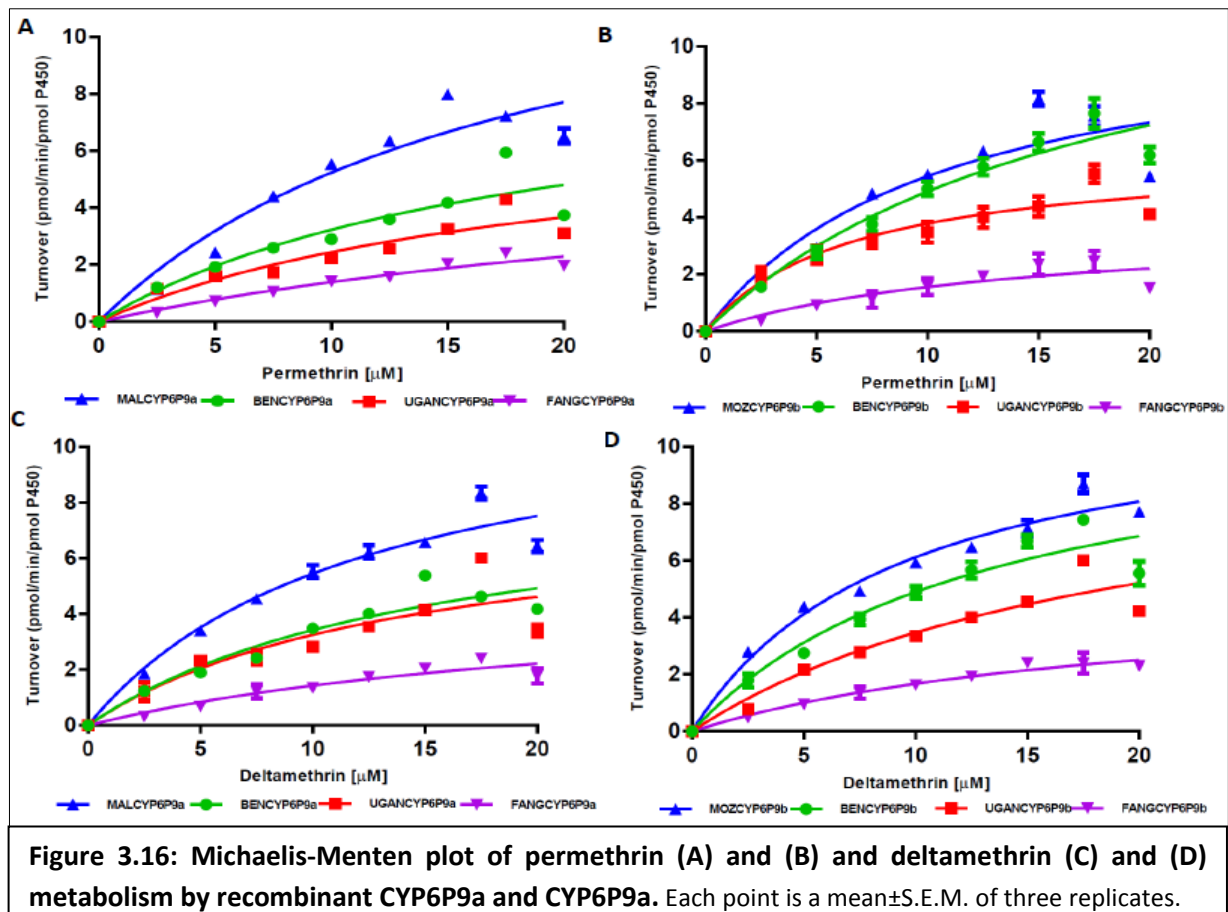 A
10
8
6
4
2
0
Turnover (pmol/min/pmol P450)
0 5 10 15 20
Permethrin [µM]
MALCYP6P9a BENCYP6P9a UGANCYP6P9a FANGCYP6P9a
B
10
8
6
4
2
0
Turnover (pmol/min/pmol P450)
0 5 10 15 20
Permethrin [µM]
MOZCYP6P9b BENCYP6P9b UGANCYP6P9b FANGCYP6P9b
C
10
8
6
4
2
0
Turnover (pmol/min/pmol P450)
0 5 10 15 20
Deltamethrin [µM]
MALCYP6P9a BENCYP6P9a UGANCYP6P9a FANGCYP6P9a
D
10
8
6
4
2
0
Turnover (pmol/min/pmol P450)
0 5 10 15 20
Deltamethrin [µM]
MOZCYP6P9b BENCYP6P9b UGANCYP6P9b FANGCYP6P9b
Figure 3.16: Michaelis-Menten plot of permethrin (A) and (B) and deltamethrin (C) and (D)
metabolism by recombinant CYP6P9a and CYP6P9a. Each point is a mean±S.E.M. of three replicates.